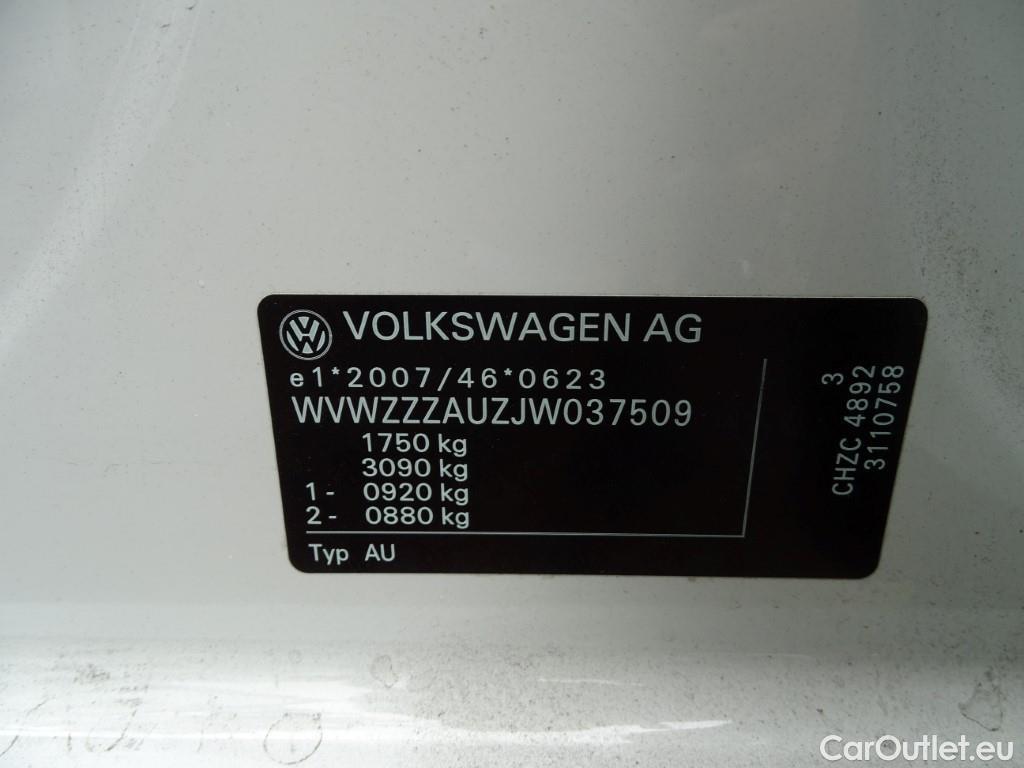 VOLKSWAGEN AG
e1*2007/46*0623
WVWZZZAUZJW037509
1750 kg
3090 kg
1 - 0920 kg
2 - 0880 kg
Typ AU
3
CHZC 4892
3110758
CarOutlet.eu